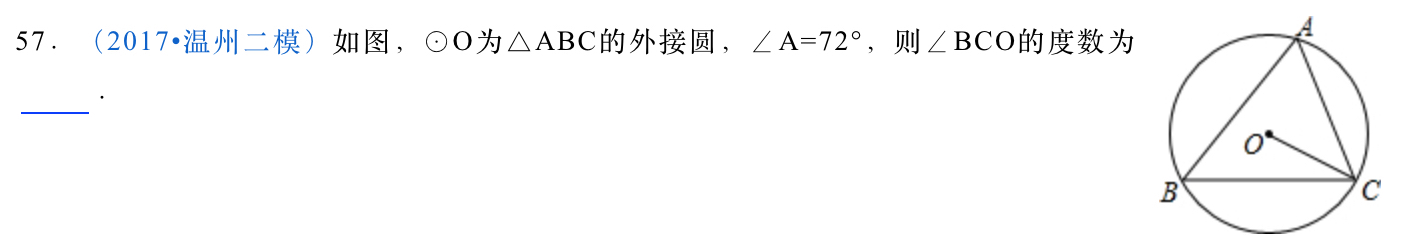 57. （2017•温州二模）如图，⊙O为△ABC的外接圆，∠A=72°，则∠BCO的度数为
____.
A
O
B
C